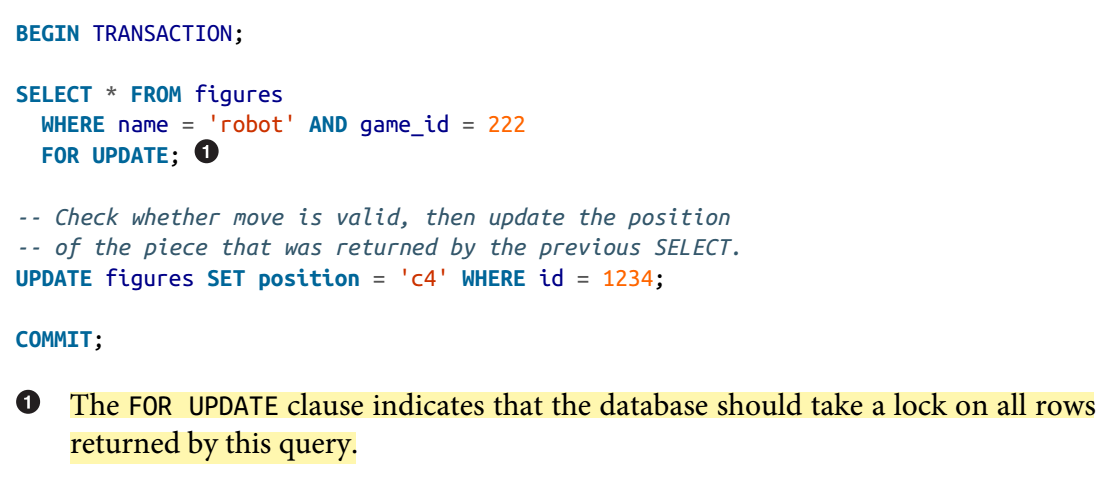 BEGIN TRANSACTION;
SELECT * FROM figures
WHERE name = 'robot' AND game_id = 222
FOR UPDATE; ❶
-- Check whether move is valid, then update the position
-- of the piece that was returned by the previous SELECT.
UPDATE figures SET position = 'c4' WHERE id = 1234;
COMMIT;
❶ The FOR UPDATE clause indicates that the database should take a lock on all rows
returned by this query.